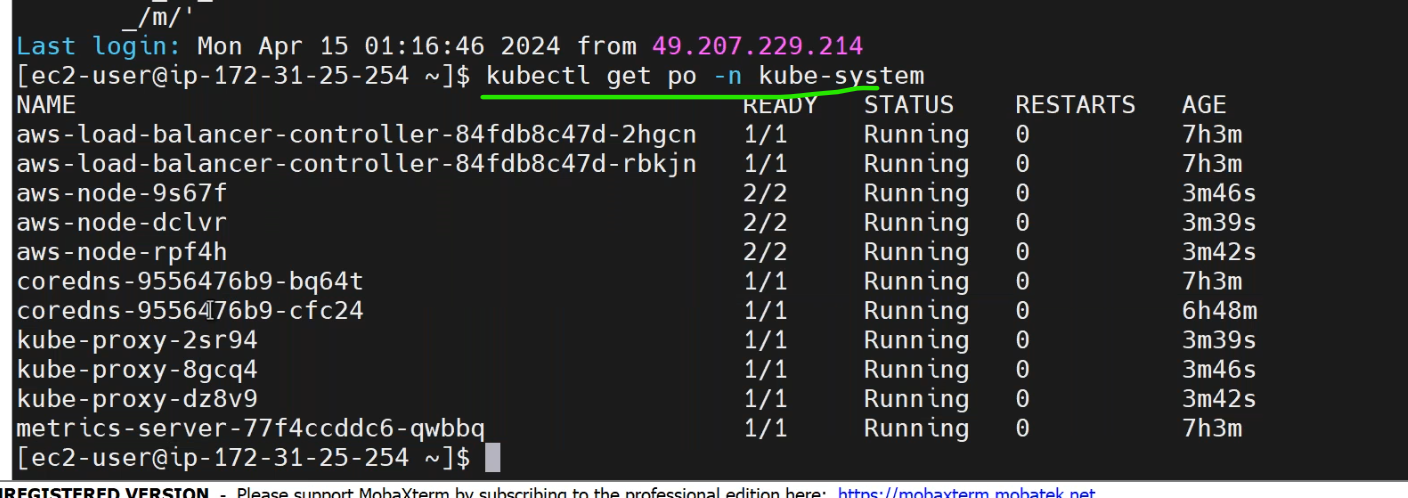 _/m/'
Last login: Mon Apr 15 01:16:46 2024 from 49.207.229.214
[ec2-user@ip-172-31-25-254 ~]$ kubectl get po -n kube-system
NAME READY STATUS RESTARTS AGE
aws-load-balancer-controller-84fdb8c47d-2hgcn 1/1 Running 0 7h3m
aws-load-balancer-controller-84fdb8c47d-rbkjn 1/1 Running 0 7h3m
aws-node-9s67f 2/2 Running 0 3m46s
aws-node-dclvr 2/2 Running 0 3m39s
aws-node-rpf4h 2/2 Running 0 3m42s
coredns-9556476b9-bq64t 1/1 Running 0 7h3m
coredns-9556476b9-cfc24 1/1 Running 0 6h48m
kube-proxy-2sr94 1/1 Running 0 3m39s
kube-proxy-8gcq4 1/1 Running 0 3m46s
kube-proxy-dz8v9 1/1 Running 0 3m42s
metrics-server-77f4ccddc6-qwbbq 1/1 Running 0 7h3m
[ec2-user@ip-172-31-25-254 ~]$
NREGISTERED VERSION - Please support MobaXterm by subscribing to the professional edition here: https://mobaxterm.mobatek.net